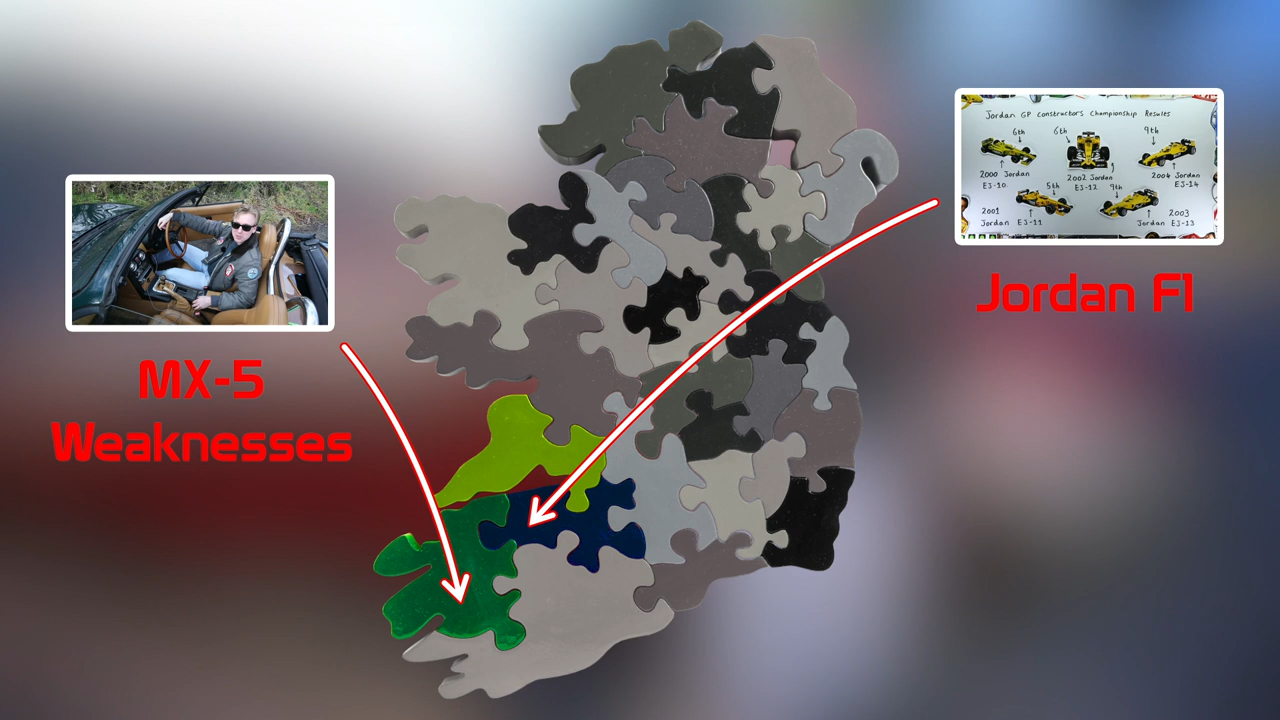 MX-5
Weaknesses
Jordan GP Constructors Championship Results
6th
6th
9th
2000 Jordan
EJ-10
2002 Jordan
EJ-12
2004 Jordan
EJ-14
5th
9th
2001
Jordan
EJ-11
2003
Jordan
EJ-13
Jordan F1